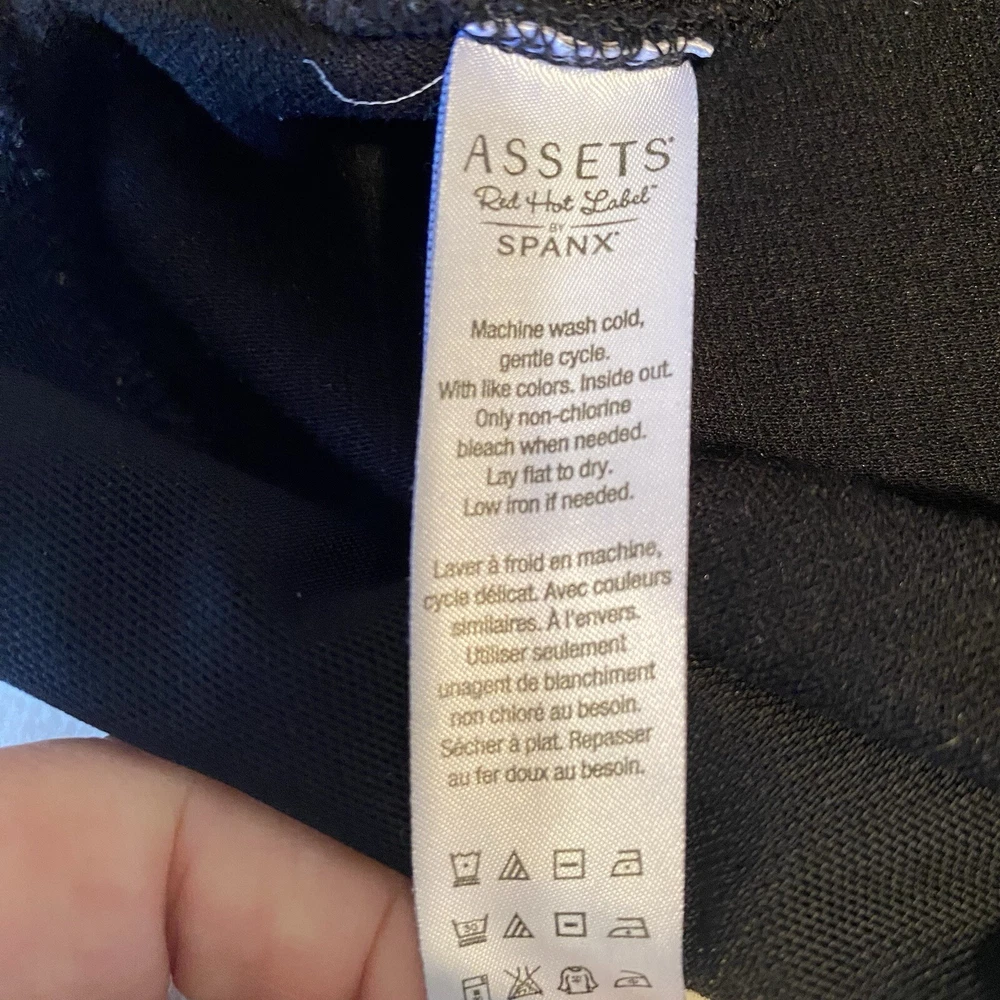 ASSETS®
Red Hot Label™
BY
SPANX®
Machine wash cold,
gentle cycle.
With like colors. Inside out.
Only non-chlorine
bleach when needed.
Lay flat to dry.
Low iron if needed.
Laver à froid en machine,
cycle délicat. Avec couleurs
similaires. À l'envers.
Utiliser seulement
unagent de blanchiment
non chloré au besoin.
Sécher à plat. Repasser
au fer doux au besoin.
30